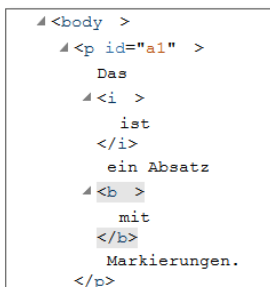 <body >
<p id="a1" >
Das
<i >
ist
</i>
ein Absatz
<b >
mit
</b>
Markierungen.
</p>